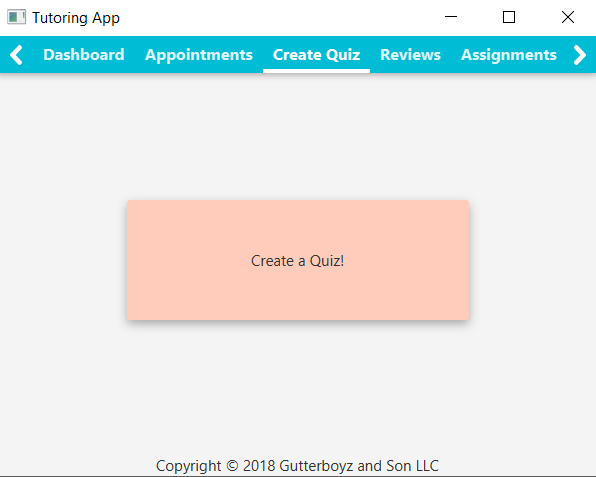 Tutoring App
Dashboard Appointments Create Quiz Reviews Assignments
Create a Quiz!
Copyright © 2018 Gutterboyz and Son LLC